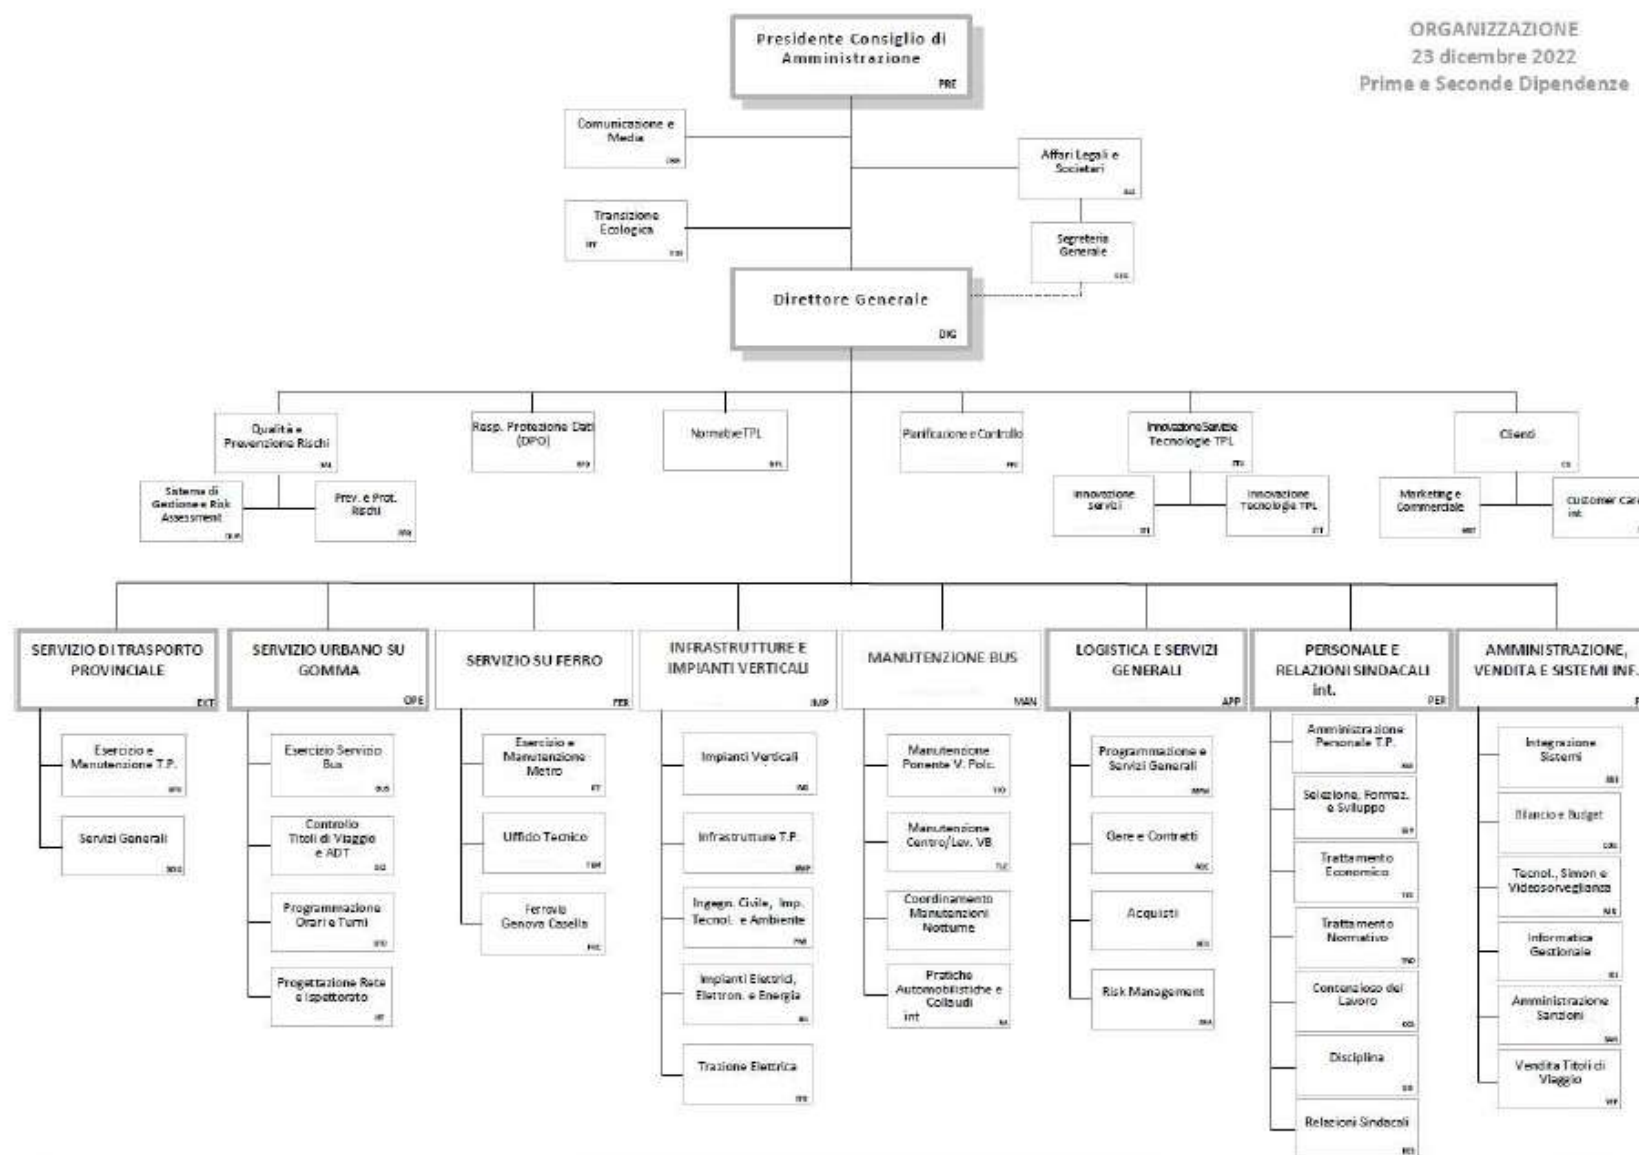 ORGANIZZAZIONE
23 dicembre 2022
Prime e Seconde Dipendenze
Presidente Consiglio di
Amministrazione
PRE
Comunicazione e
Media
Affari Legali e
Societari
Transizione
Ecologica
Segreteria
Generale
Direttore Generale
DIG
Qualità e
Prevenzione Rischi
Resp. Protezione Dati
(DPO)
Normative TPL
Pianificazione e Controllo
Innovazione Servizi e
Tecnologie TPL
Clienti
Sistema di
Gestione e Risk
Assessment
Prev. e Prot.
Rischi
Innovazione
Servizi
Innovazione
Tecnologie TPL
Marketing e
Commerciale
Customer Care
int.
SERVIZIO DI TRASPORTO
PROVINCIALE
EXT
SERVIZIO URBANO SU
GOMMA
OPE
SERVIZIO SU FERRO
FER
INFRASTRUTTURE E
IMPIANTI VERTICALI
IMP
MANUTENZIONE BUS
MAN
LOGISTICA E SERVIZI
GENERALI
APP
PERSONALE E
RELAZIONI SINDACALI
int.
PER
AMMINISTRAZIONE,
VENDITA E SISTEMI INF.
Esercizio e
Manutenzione T.P.
Servizi Generali
Esercizio Servizio
Bus
BUS
Controllo
Titoli di Viaggio
e ADT
Programmazione
Orari e Turni
Progettazione Rete
e Ispettorato
Esercizio e
Manutenzione
Metro
Ufficio Tecnico
Ferrovia
Genova Casella
Impianti Verticali
Infrastrutture T.P.
Ingegn. Civile, Imp.
Tecnol. e Ambiente
Impianti Elettrici,
Elettron. e Energia
Trazione Elettrica
Manutenzione
Ponente V. Polc.
Manutenzione
Centro/Lev. VB
Coordinamento
Manutenzioni
Notturne
Pratiche
Automobilistiche e
Collaudi
int
Programmazione e
Servizi Generali
Gare e Contratti
Acquisti
Risk Management
Amministrazione
Personale T.P.
Selezione, Formaz.
e Sviluppo
Trattamento
Economico
Trattamento
Normativo
Contenzioso del
Lavoro
Disciplina
Relazioni Sindacali
Integrazione
Sistemi
Bilancio e Budget
Tecnol., Simon e
Videosorveglianza
Informatica
Gestionale
Amministrazione
Sanzioni
Vendita Titoli di
Viaggio